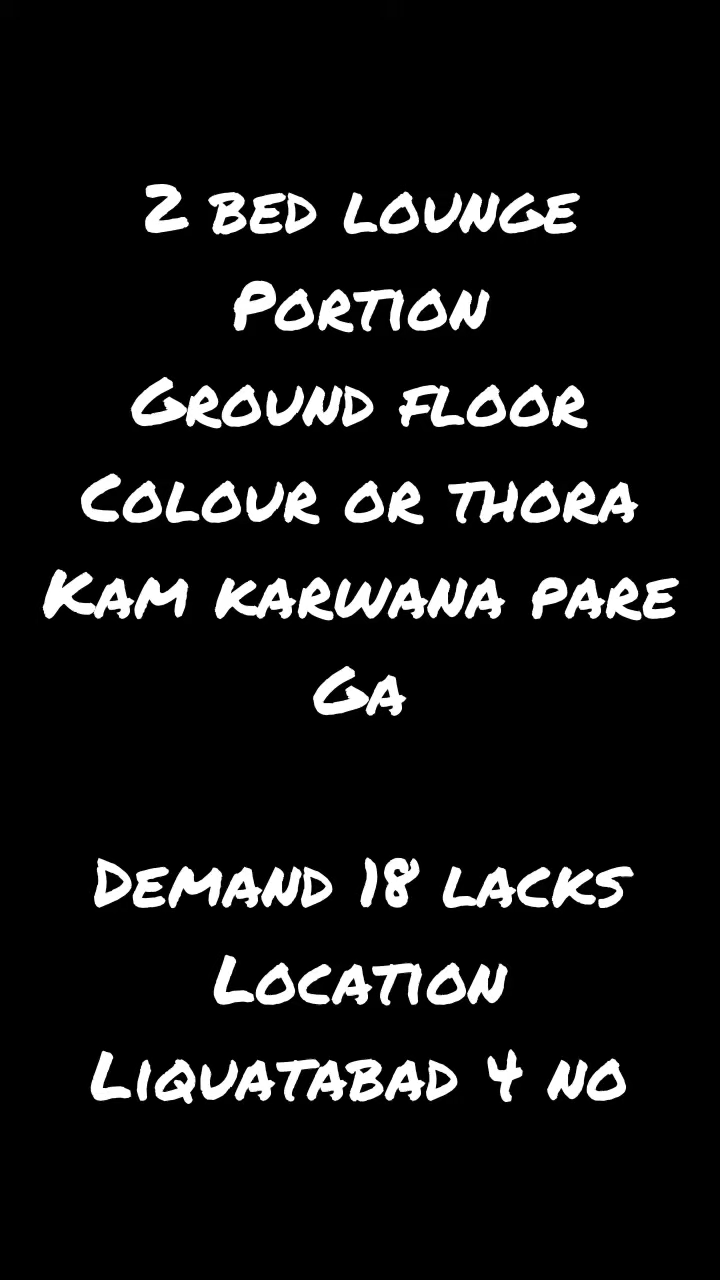 2 bed lounge
Portion
Ground floor
Colour or thora
Kam karwana pare
Ga
Demand 18 lacks
Location
Liquatabad 4 no